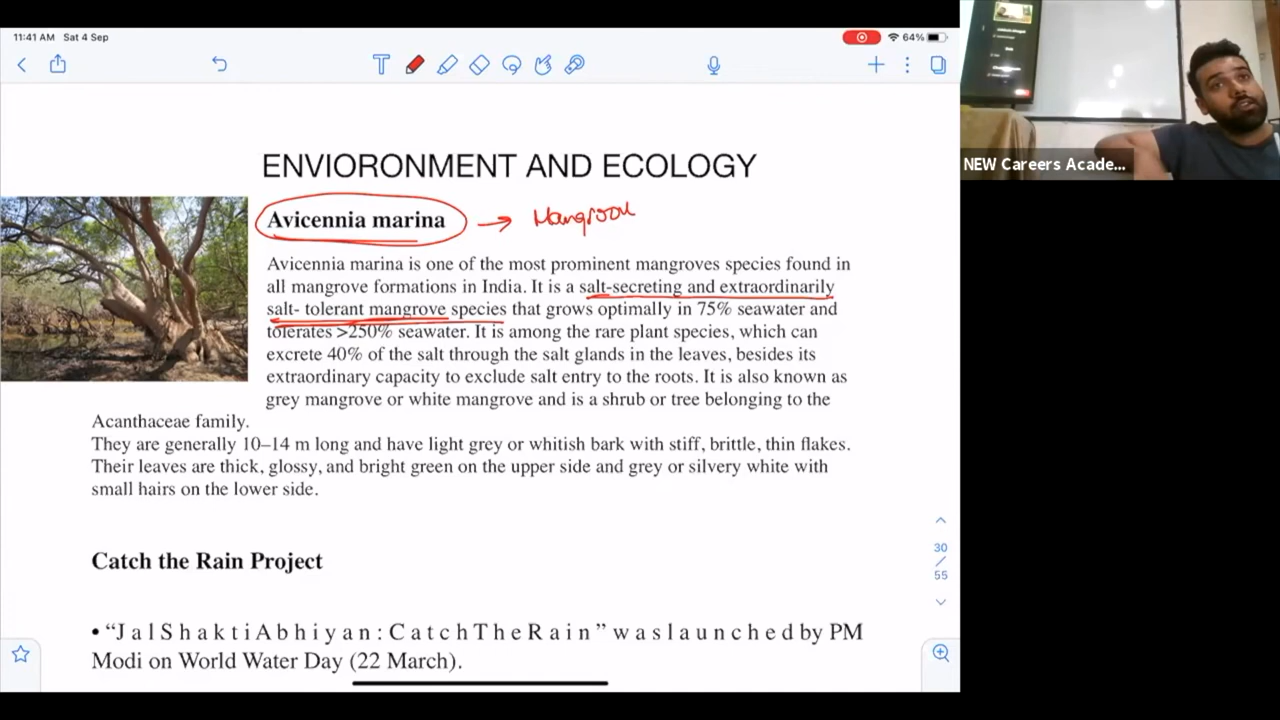 11:41 AM Sat 4 Sep
64%
NEW Careers Acade...
ENVIORONMENT AND ECOLOGY
Avicennia marina →
Avicennia marina is one of the most prominent mangroves species found in
all mangrove formations in India. It is a salt-secreting and extraordinarily
salt- tolerant mangrove species that grows optimally in 75% seawater and
tolerates >250% seawater. It is among the rare plant species, which can
excrete 40% of the salt through the salt glands in the leaves, besides its
extraordinary capacity to exclude salt entry to the roots. It is also known as
grey mangrove or white mangrove and is a shrub or tree belonging to the
Acanthaceae family.
They are generally 10–14 m long and have light grey or whitish bark with stiff, brittle, thin flakes.
Their leaves are thick, glossy, and bright green on the upper side and grey or silvery white with
small hairs on the lower side.
30
/
55
Catch the Rain Project
• “J a l S h a k t i A b h i y a n : C a t c h T h e R a i n ” w a s l a u n c h e d by PM
Modi on World Water Day (22 March).